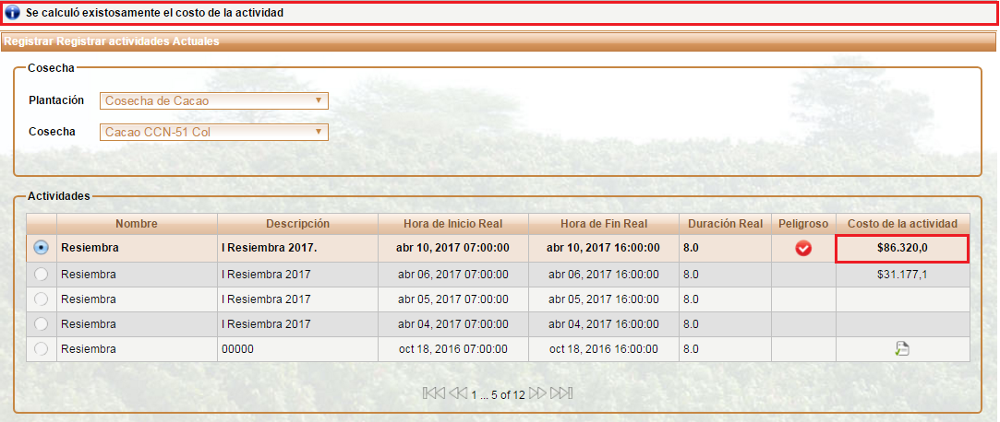 Se calculó existosamente el costo de la actividad
Registrar Registrar actividades Actuales
Cosecha
Plantación Cosecha de Cacao
Cosecha Cacao CCN-51 Col
Actividades
Nombre Descripción Hora de Inicio Real Hora de Fin Real Duración Real Peligroso Costo de la actividad
Resiembra I Resiembra 2017. abr 10, 2017 07:00:00 abr 10, 2017 16:00:00 8.0 $86.320,0
Resiembra I Resiembra 2017 abr 06, 2017 07:00:00 abr 06, 2017 16:00:00 8.0 $31.177,1
Resiembra I Resiembra 2017 abr 05, 2017 07:00:00 abr 05, 2017 16:00:00 8.0
Resiembra I Resiembra 2017 abr 04, 2017 07:00:00 abr 04, 2017 16:00:00 8.0
Resiembra 00000 oct 18, 2016 07:00:00 oct 18, 2016 16:00:00 8.0
1 ... 5 of 12